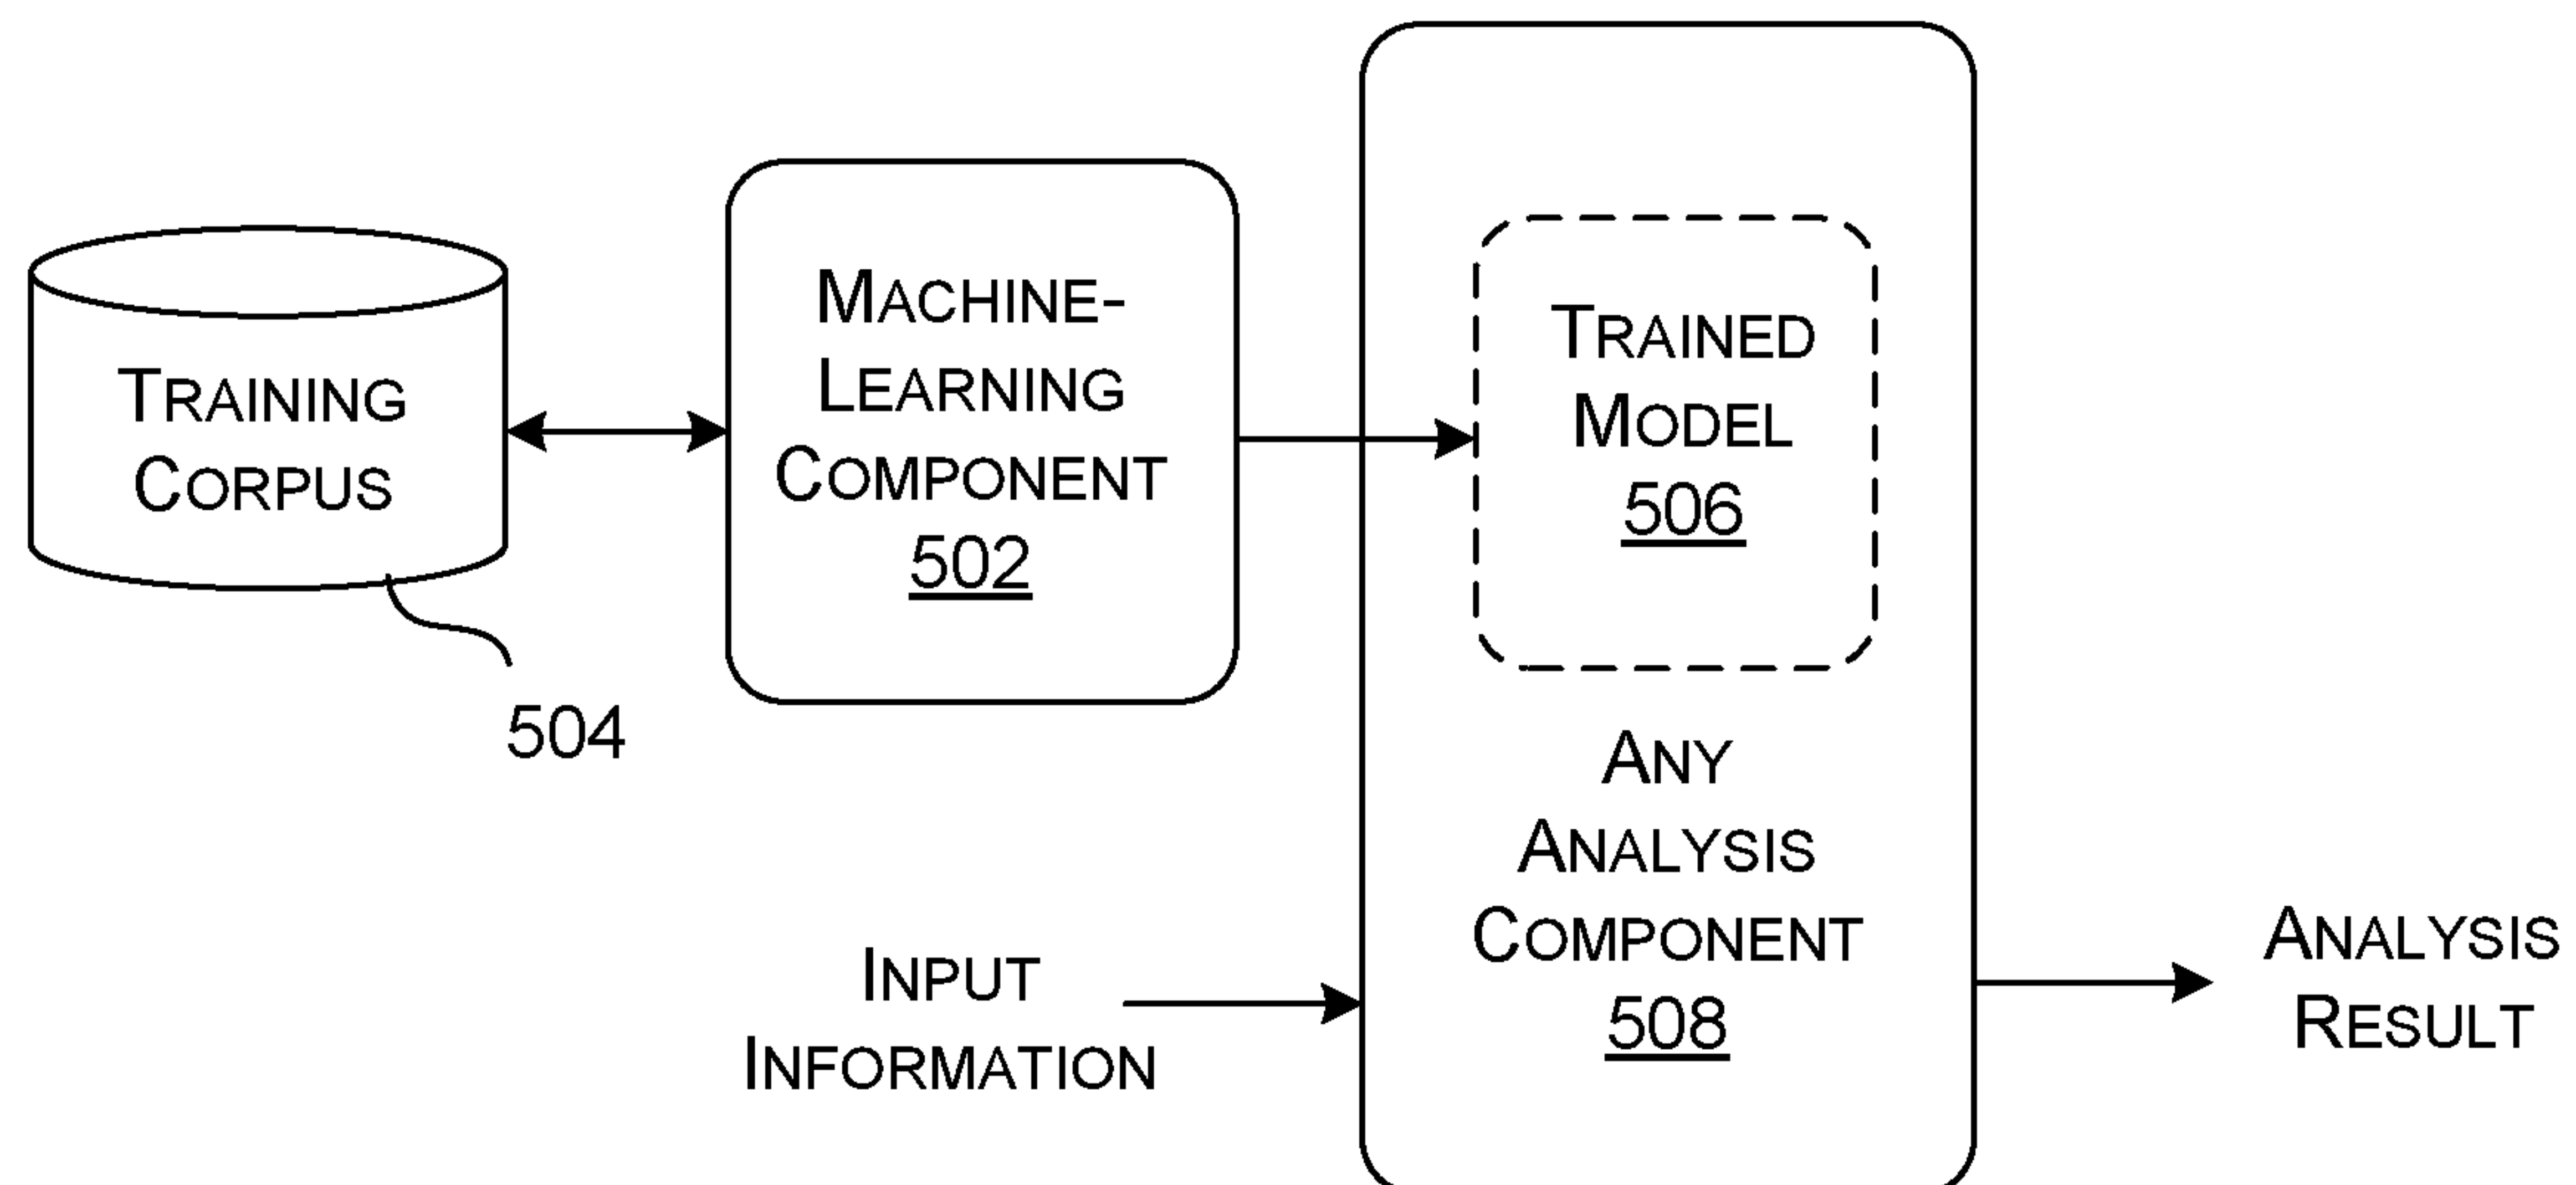 TRAINING
CORPUS
504
MACHINE-
LEARNING
COMPONENT
502
TRAINED
MODEL
506
ANY
ANALYSIS
COMPONENT
508
INPUT
INFORMATION
ANALYSIS
RESULT